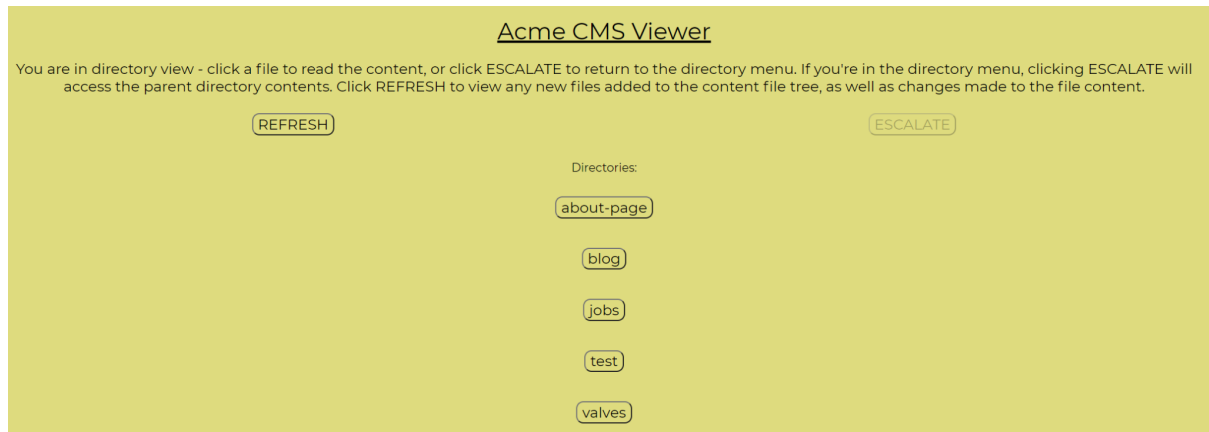 Acme CMS Viewer
You are in directory view - click a file to read the content, or click ESCALATE to return to the directory menu. If you're in the directory menu, clicking ESCALATE will
access the parent directory contents. Click REFRESH to view any new files added to the content file tree, as well as changes made to the file content.
REFRESH ESCALATE
Directories:
about-page
blog
jobs
test
valves